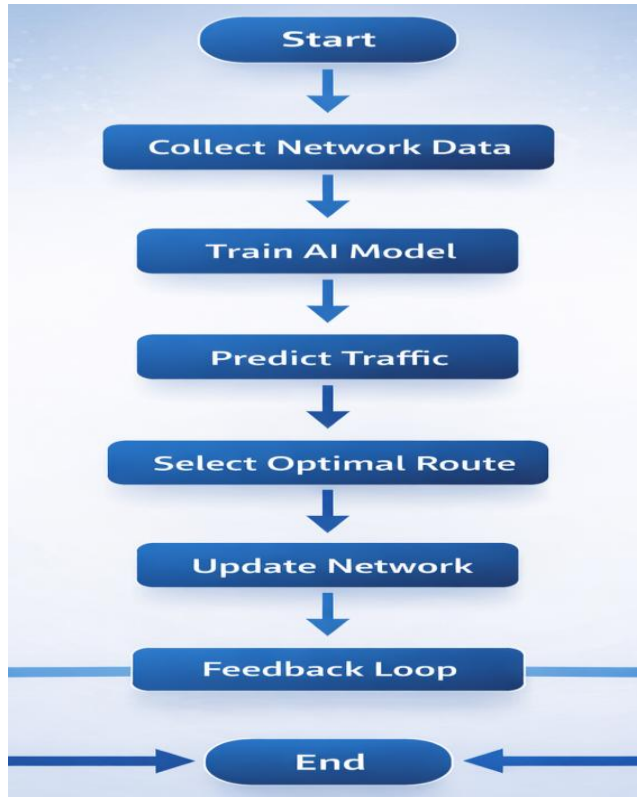 Start
Collect Network Data
Train AI Model
Predict Traffic
Select Optimal Route
Update Network
Feedback Loop
End